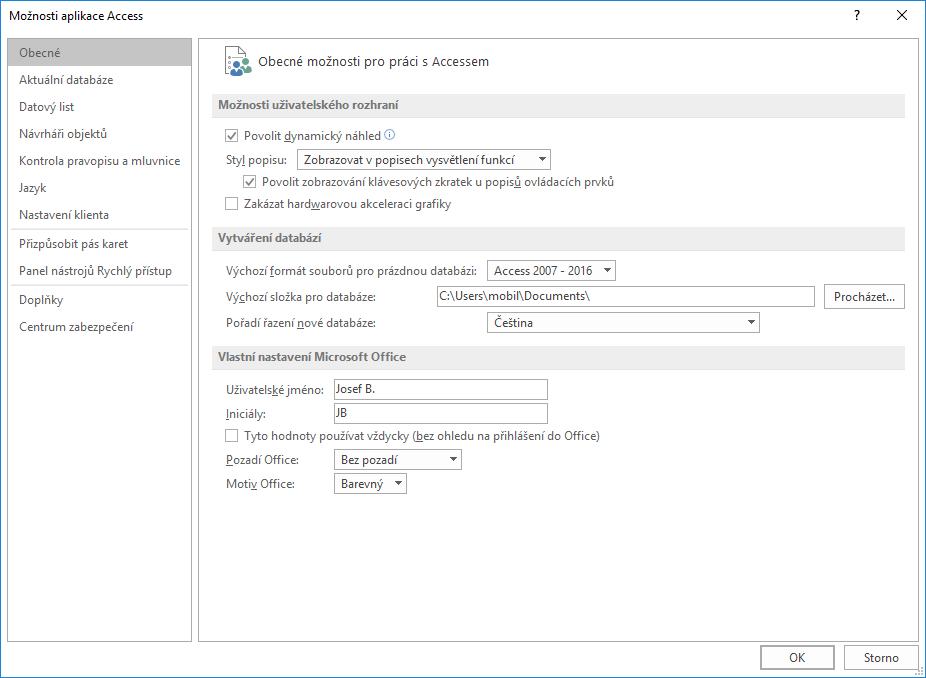 Možnosti aplikace Access
?
Obecné
Aktuální databáze
Datový list
Návrháři objektů
Kontrola pravopisu a mluvnice
Jazyk
Nastavení klienta
Přizpůsobit pás karet
Panel nástrojů Rychlý přístup
Doplňky
Centrum zabezpečení
Obecné možnosti pro práci s Accessem
Možnosti uživatelského rozhraní
Povolit dynamický náhled
Styl popisu: Zobrazovat v popisech vysvětlení funkcí
Povolit zobrazování klávesových zkratek u popisů ovládacích prvků
Zakázat hardwarovou akceleraci grafiky
Vytváření databází
Výchozí formát souborů pro prázdnou databázi: Access 2007 - 2016
Výchozí složka pro databáze: C:\Users\mobil\Documents\ Procházet...
Pořadí řazení nové databáze: Čeština
Vlastní nastavení Microsoft Office
Uživatelské jméno: Josef B.
Iniciály: JB
Tyto hodnoty používat vždycky (bez ohledu na přihlášení do Office)
Pozadí Office: Bez pozadí
Motiv Office: Barevný
OK Storno